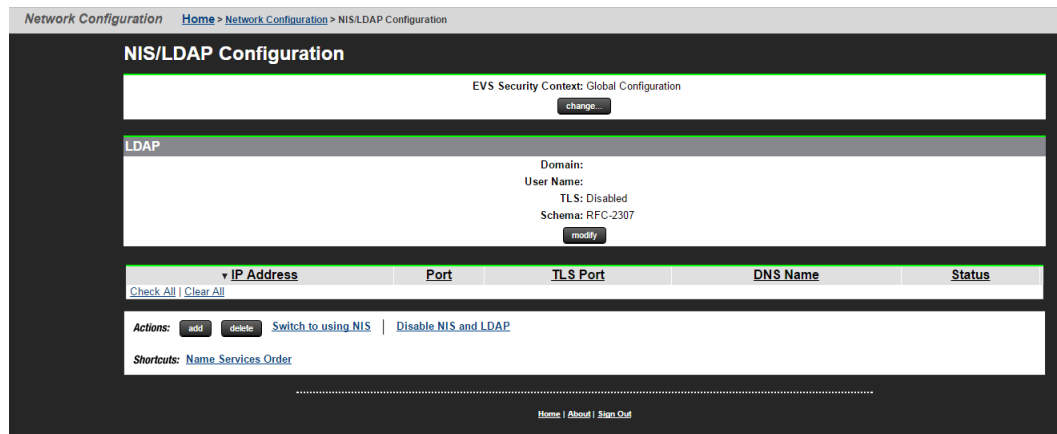 Network Configuration Home > Network Configuration > NIS/LDAP Configuration
NIS/LDAP Configuration
EVS Security Context: Global Configuration
change...
LDAP
Domain:
User Name:
TLS: Disabled
Schema: RFC-2307
modify
▼ IP Address Port TLS Port DNS Name Status
Check All | Clear All
Actions: add delete Switch to using NIS | Disable NIS and LDAP
Shortcuts: Name Services Order
Home | About | Sign Out